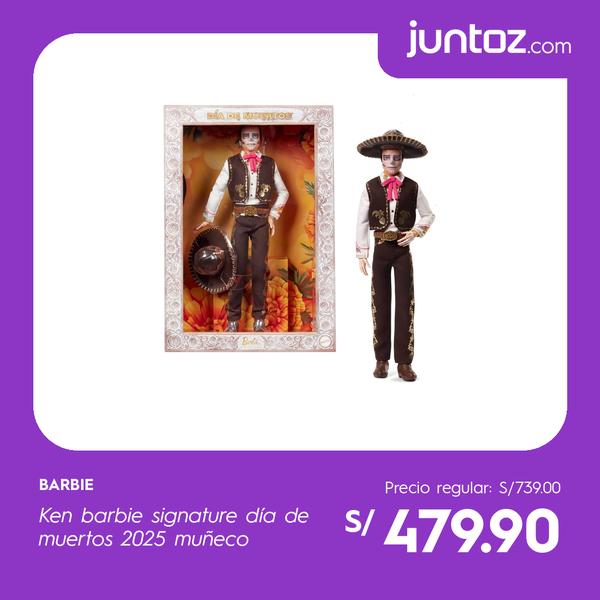 juntoz.com
DÍA DE MUERTOS
Barbie
BARBIE
Ken barbie signature día de
muertos 2025 muñeco
Precio regular: S/739.00
S/ 479.90